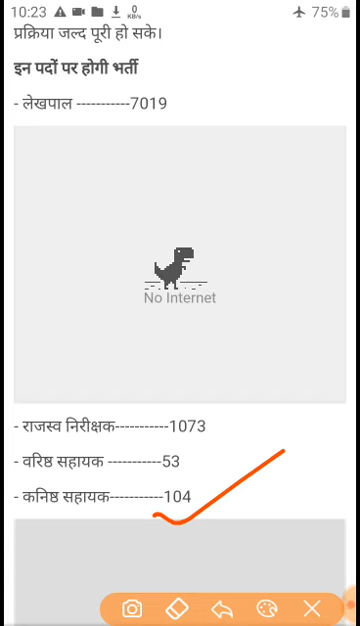 10:23 0 KB/s 75%
प्रक्रिया जल्द पूरी हो सके।
इन पदों पर होगी भर्ती
- लेखपाल -----------7019
No Internet
- राजस्व निरीक्षक-----------1073
- वरिष्ठ सहायक -----------53
- कनिष्ठ सहायक-----------104